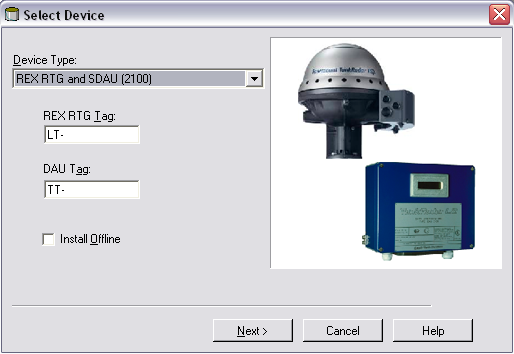 Select Device
Device Type:
REX RTG and SDAU (2100)
REX RTG Tag:
LT-
DAU Tag:
TT-
Install Offline
Next >
Cancel
Help